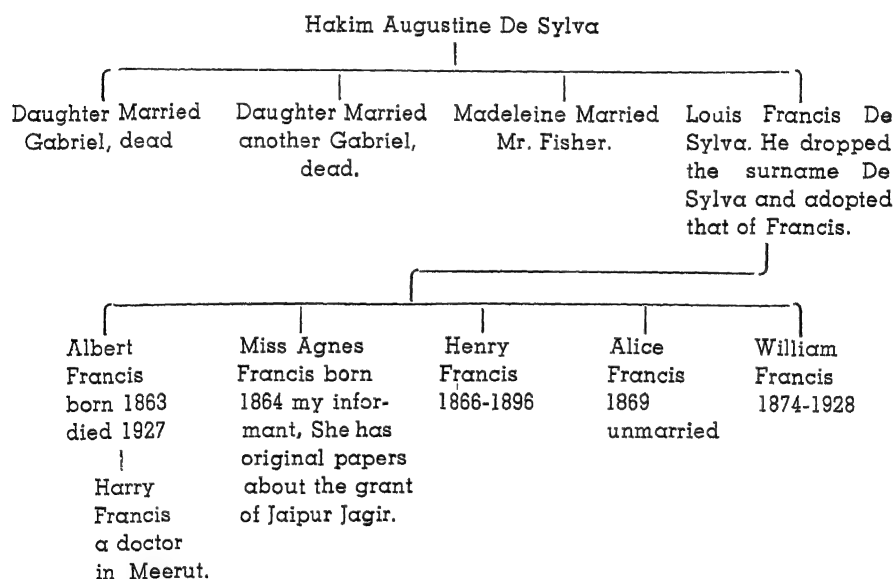 Hakim Augustine De Sylva
Daughter Married
Gabriel, dead
Daughter Married
another Gabriel,
dead.
Madeleine Married
Mr. Fisher.
Louis Francis De
Sylva. He dropped
the surname De
Sylva and adopted
that of Francis.
Albert
Francis
born 1863
died 1927
Harry
Francis
a doctor
in Meerut.
Miss Agnes
Francis born
1864 my infor-
mant, She has
original papers
about the grant
of Jaipur Jagir.
Henry
Francis
1866-1896
Alice
Francis
1869
unmarried
William
Francis
1874-1928